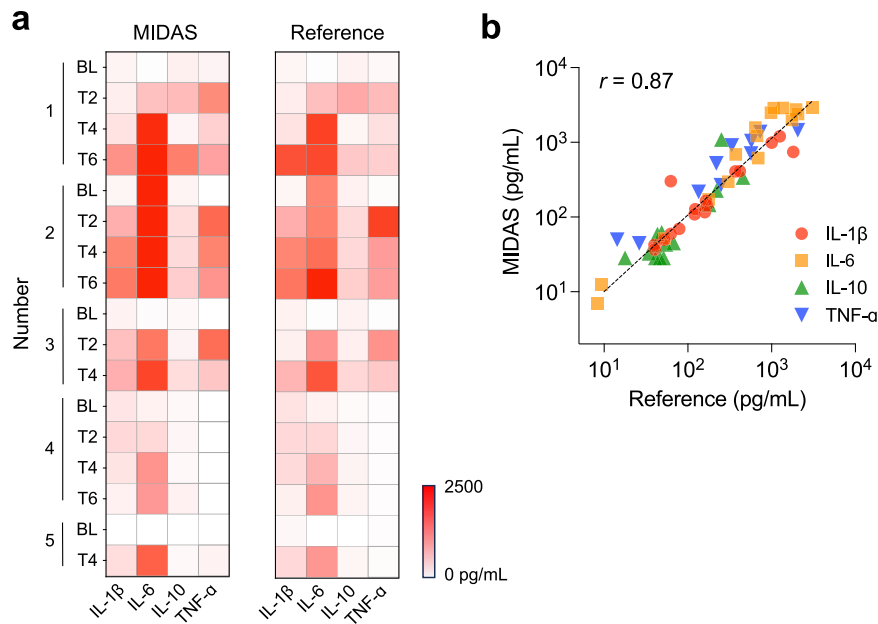 a
MIDAS
Reference
Number
1
BL
T2
T4
T6
2
BL
T2
T4
T6
3
BL
T2
T4
4
BL
T2
T4
T6
5
BL
T4
IL-1β
IL-6
IL-10
TNF-α
IL-1β
IL-6
IL-10
TNF-α
2500
0 pg/mL
b
r = 0.87
MIDAS (pg/mL)
10⁴
10³
10²
10¹
10¹
10²
10³
10⁴
Reference (pg/mL)
IL-1β
IL-6
IL-10
TNF-α